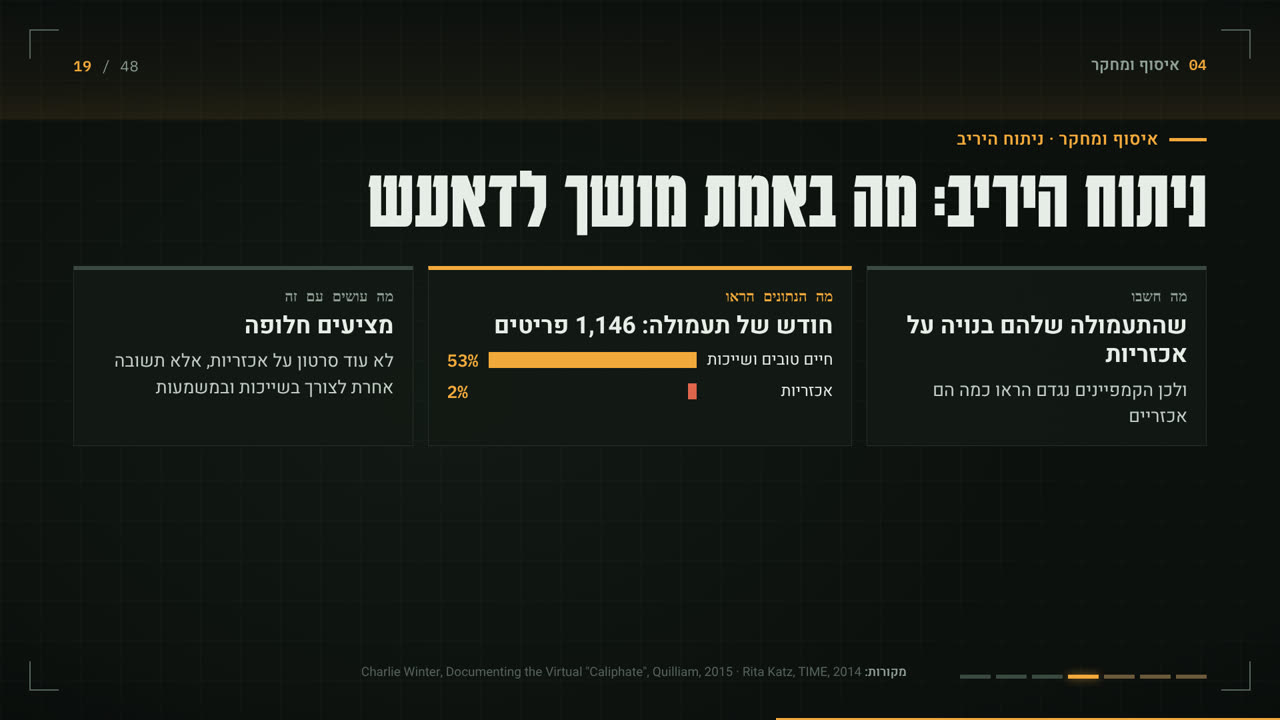 04 איסוף ומחקר
19 / 48
איסוף ומחקר · ניתוח היריב
ניתוח היריב: מה באמת מושך לדאעש
מה חשבו
שהתעמולה שלהם בנויה על
אכזריות
ולכן הקמפיינים נגדם הראו כמה הם
אכזריים
מה הנתונים הראו
חודש של תעמולה: 1,146 פריטים
חיים טובים ושייכות 53%
אכזריות 2%
מה עושים עם זה
מציעים חלופה
לא עוד סרטון על אכזריות, אלא תשובה
אחרת לצורך בשייכות ובמשמעות
מקורות: Charlie Winter, Documenting the Virtual "Caliphate", Quilliam, 2015 · Rita Katz, TIME, 2014